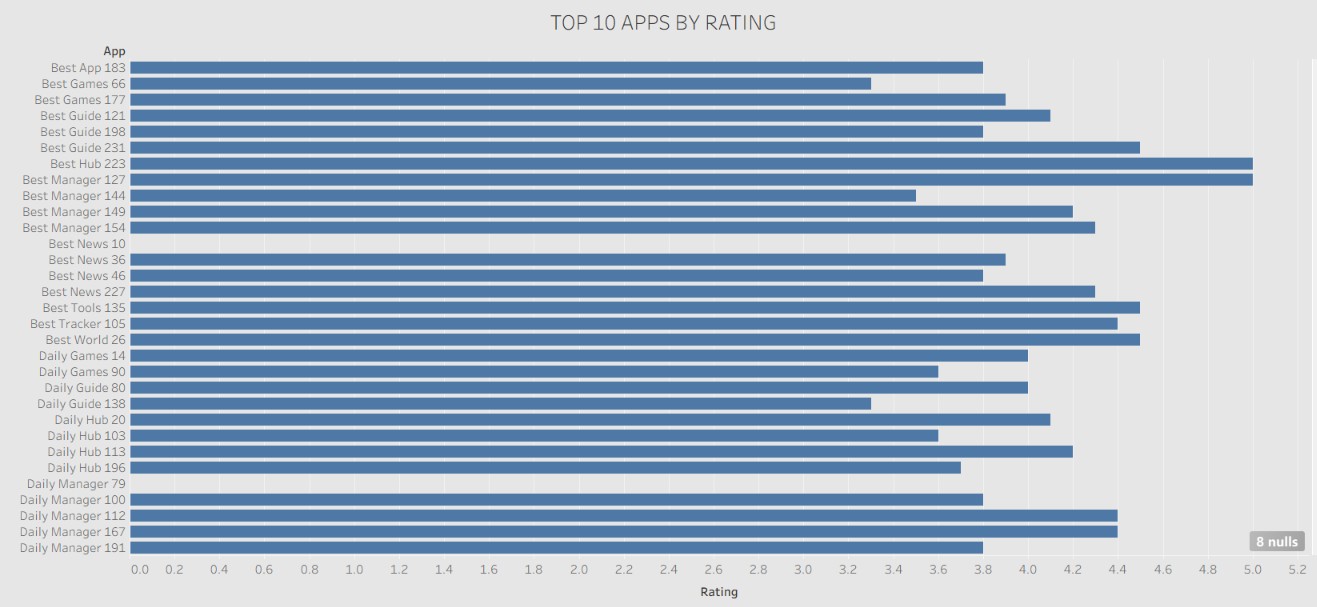 TOP 10 APPS BY RATING
App
Best App 183
Best Games 66
Best Games 177
Best Guide 121
Best Guide 198
Best Guide 231
Best Hub 223
Best Manager 127
Best Manager 144
Best Manager 149
Best Manager 154
Best News 10
Best News 36
Best News 46
Best News 227
Best Tools 135
Best Tracker 105
Best World 26
Daily Games 14
Daily Games 90
Daily Guide 80
Daily Guide 138
Daily Hub 20
Daily Hub 103
Daily Hub 113
Daily Hub 196
Daily Manager 79
Daily Manager 100
Daily Manager 112
Daily Manager 167
Daily Manager 191
8 nulls
0.0 0.2 0.4 0.6 0.8 1.0 1.2 1.4 1.6 1.8 2.0 2.2 2.4 2.6 2.8 3.0 3.2 3.4 3.6 3.8 4.0 4.2 4.4 4.6 4.8 5.0 5.2
Rating